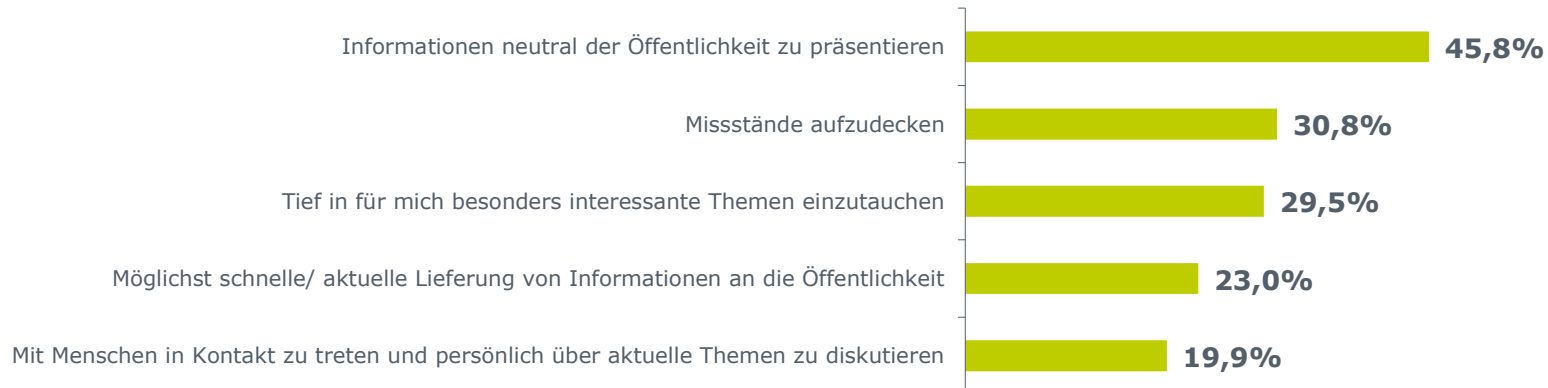 Informationen neutral der Öffentlichkeit zu präsentieren 45,8%
Missstände aufzudecken 30,8%
Tief in für mich besonders interessante Themen einzutauchen 29,5%
Möglichst schnelle/ aktuelle Lieferung von Informationen an die Öffentlichkeit 23,0%
Mit Menschen in Kontakt zu treten und persönlich über aktuelle Themen zu diskutieren 19,9%